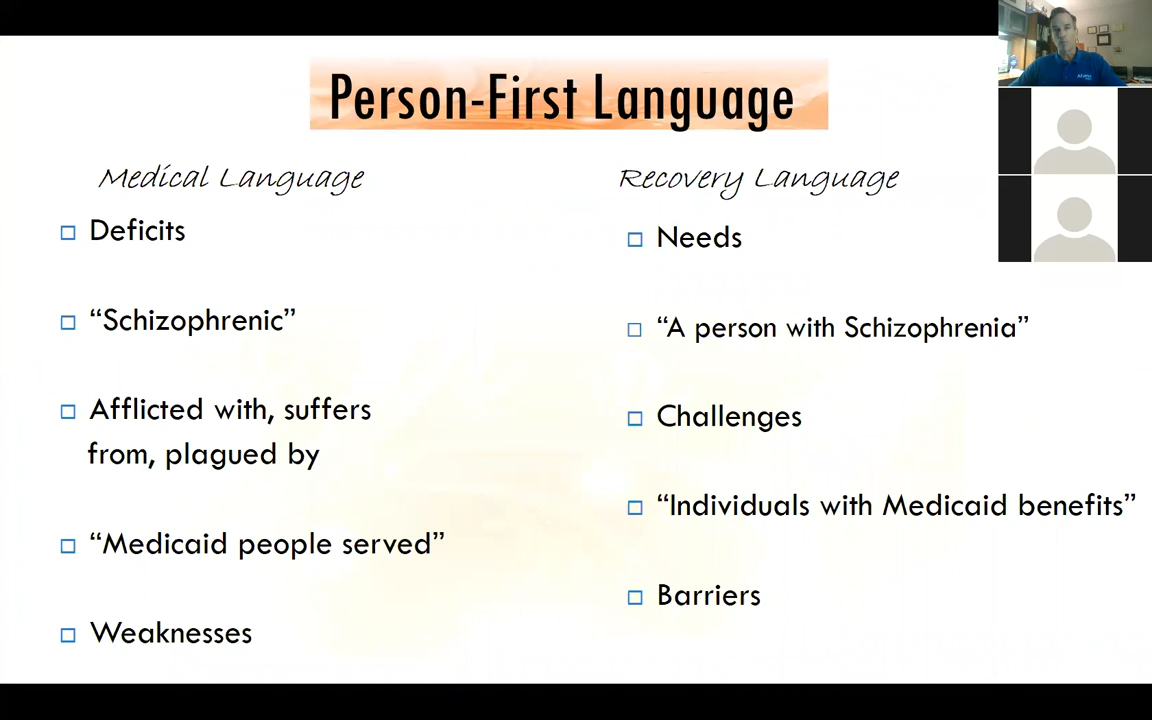 Person-First Language
Medical Language
Deficits
“Schizophrenic”
Afflicted with, suffers
from, plagued by
“Medicaid people served”
Weaknesses
Recovery Language
Needs
“A person with Schizophrenia”
Challenges
“Individuals with Medicaid benefits”
Barriers